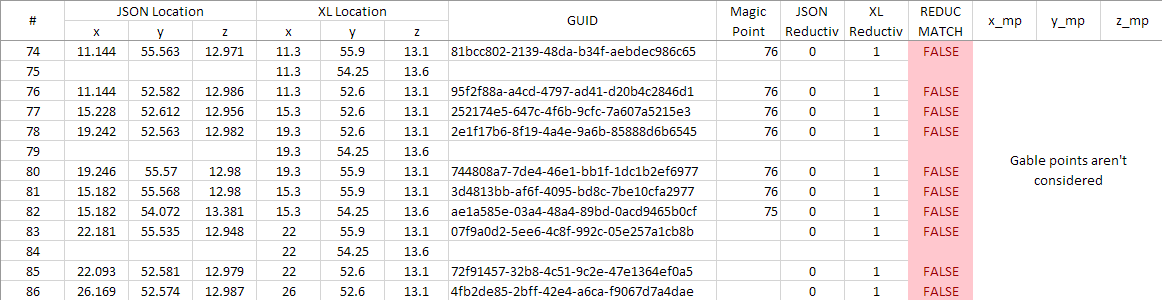 # JSON Location XL Location GUID Magic Point JSON Reductiv XL Reductiv REDUC MATCH x_mp y_mp z_mp
x y z x y z
74 11.144 55.563 12.971 11.3 55.9 13.1 81bcc802-2139-48da-b34f-aebdec986c65 76 0 1 FALSE
75 11.3 54.25 13.6
76 11.144 52.582 12.986 11.3 52.6 13.1 95f2f88a-a4cd-4797-ad41-d20b4c2846d1 76 0 1 FALSE
77 15.228 52.612 12.956 15.3 52.6 13.1 252174e5-647c-4f6b-9cfc-7a607a5215e3 76 0 1 FALSE
78 19.242 52.563 12.982 19.3 52.6 13.1 2e1f17b6-8f19-4a4e-9a6b-85888d6b6545 76 0 1 FALSE
79 19.3 54.25 13.6
80 19.246 55.57 12.98 19.3 55.9 13.1 744808a7-7de4-46e1-bb1f-1dc1b2ef6977 76 0 1 FALSE
81 15.182 55.568 12.98 15.3 55.9 13.1 3d4813bb-af6f-4095-bd8c-7be10cfa2977 76 0 1 FALSE
82 15.182 54.072 13.381 15.3 54.25 13.6 ae1a585e-03a4-48a4-89bd-0acd9465b0cf 75 0 1 FALSE
83 22.181 55.535 12.948 22 55.9 13.1 07f9a0d2-5ee6-4c8f-992c-05e257a1cb8b 0 1 FALSE
84 22 54.25 13.6
85 22.093 52.581 12.979 22 52.6 13.1 72f91457-32b8-4c51-9c2e-47e1364ef0a5 0 1 FALSE
86 26.169 52.574 12.987 26 52.6 13.1 4fb2de85-2bff-42e4-a6ca-f9067d7a4dae 0 1 FALSE
Gable points aren't
considered